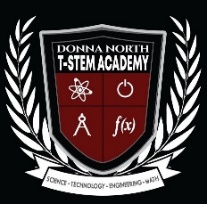 DONNA NORTH
T-STEM ACADEMY
f(x)
SCIENCE • TECHNOLOGY • ENGINEERING • MATH